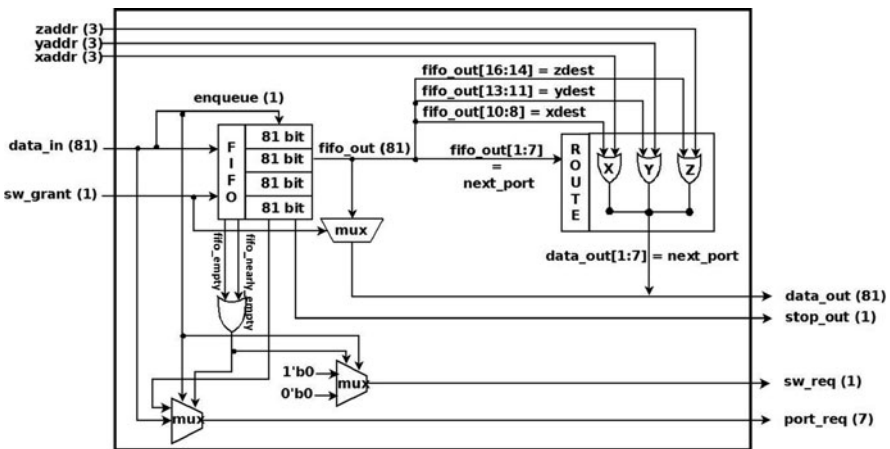 zaddr (3)
yaddr (3)
xaddr (3)
fifo_out[16:14] = zdest
fifo_out[13:11] = ydest
fifo_out[10:8] = xdest
enqueue (1)
data_in (81)
sw_grant (1)
FIFO
81 bit
81 bit
81 bit
81 bit
fifo_out (81)
fifo_out[1:7]
=
next_port
ROUTE
X
Y
Z
mux
fifo_empty
fifo_nearly_empty
data_out[1:7] = next_port
data_out (81)
stop_out (1)
1'b0
0'b0
mux
sw_req (1)
mux
port_req (7)